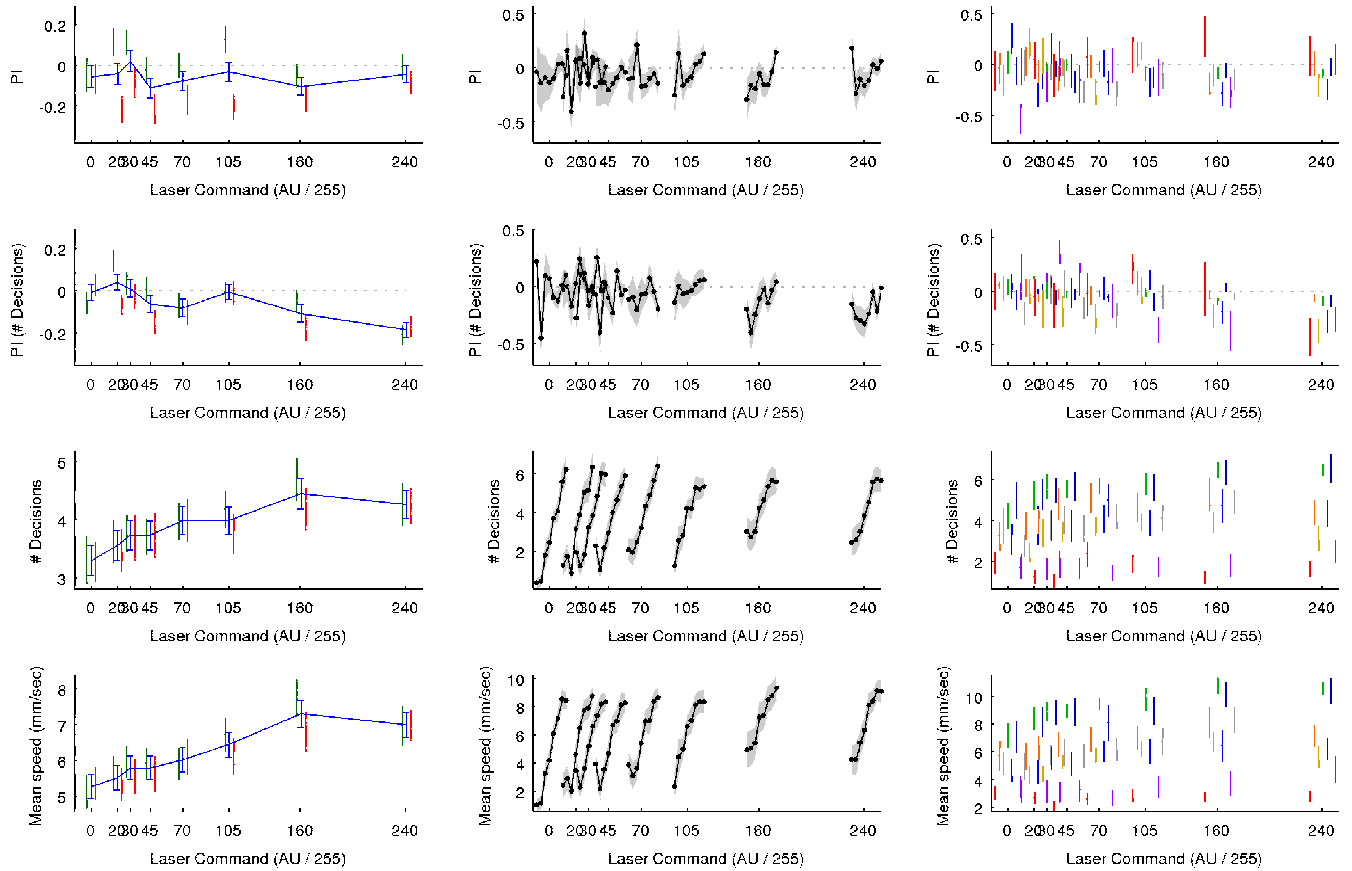 PI
0.2
0
-0.2
0 20 30 45 70 105 160 240
Laser Command (AU / 255)
PI
0.5
0
-0.5
0 20 30 45 70 105 160 240
Laser Command (AU / 255)
PI
0.5
0
-0.5
0 20 30 45 70 105 160 240
Laser Command (AU / 255)
PI (# Decisions)
0.2
0
-0.2
0 20 30 45 70 105 160 240
Laser Command (AU / 255)
PI (# Decisions)
0.5
0
-0.5
0 20 30 45 70 105 160 240
Laser Command (AU / 255)
PI (# Decisions)
0.5
0
-0.5
0 20 30 45 70 105 160 240
Laser Command (AU / 255)
# Decisions
5
4
3
0 20 30 45 70 105 160 240
Laser Command (AU / 255)
# Decisions
6
4
2
0 20 30 45 70 105 160 240
Laser Command (AU / 255)
# Decisions
6
4
2
0 20 30 45 70 105 160 240
Laser Command (AU / 255)
Mean speed (mm/sec)
8
7
6
5
0 20 30 45 70 105 160 240
Laser Command (AU / 255)
Mean speed (mm/sec)
10
8
6
4
2
0 20 30 45 70 105 160 240
Laser Command (AU / 255)
Mean speed (mm/sec)
10
8
6
4
2
0 20 30 45 70 105 160 240
Laser Command (AU / 255)